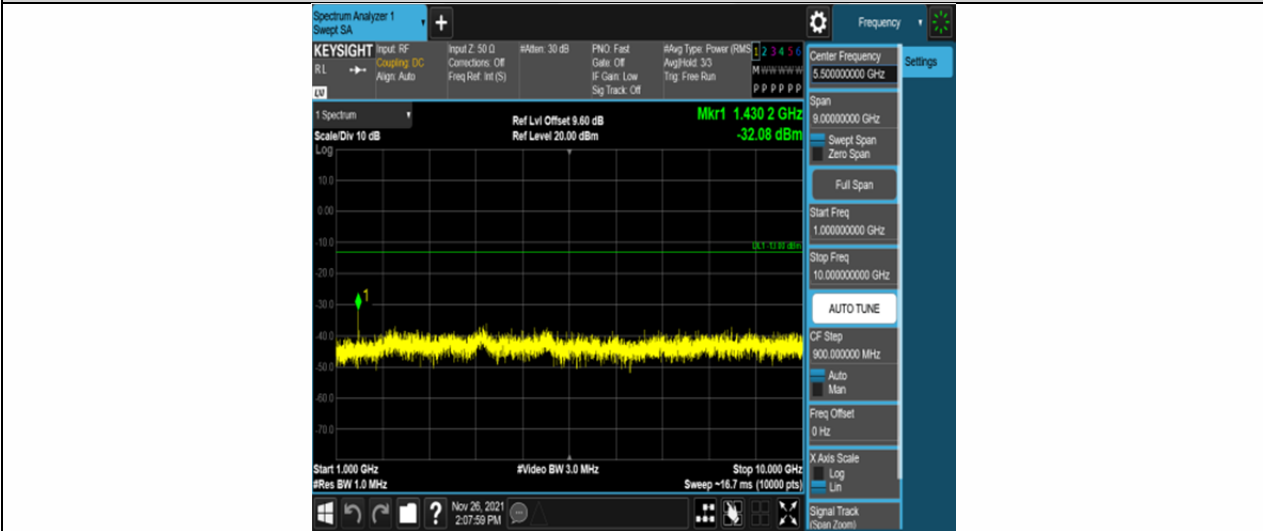 Spectrum Analyzer 1
Swept SA
+
Frequency
KEYSIGHT
RL
LV
Input: RF
Coupling: DC
Align: Auto
Input Z: 50 Ω
Corrections: Off
Freq Ref: Int (S)
#Atten: 30 dB
PNO: Fast
Gate: Off
IF Gain: Low
Sig Track: Off
#Avg Type: Power (RMS
Avg|Hold: 3/3
Trig: Free Run
1 2 3 4 5 6
M W W W W W
P P P P P P
1 Spectrum
Scale/Div 10 dB
Ref Lvl Offset 9.60 dB
Ref Level 20.00 dBm
Mkr1 1.430 2 GHz
-32.08 dBm
Log
10.0
0.00
-10.0
DL1 -13.00 dBm
-20.0
-30.0
1
-40.0
-50.0
-60.0
-70.0
Start 1.000 GHz
#Res BW 1.0 MHz
#Video BW 3.0 MHz
Stop 10.000 GHz
Sweep ~16.7 ms (10000 pts)
Center Frequency
5.500000000 GHz
Settings
Span
9.00000000 GHz
Swept Span
Zero Span
Full Span
Start Freq
1.000000000 GHz
Stop Freq
10.000000000 GHz
AUTO TUNE
CF Step
900.000000 MHz
Auto
Man
Freq Offset
0 Hz
X Axis Scale
Log
Lin
Signal Track
(Span Zoom)
?
Nov 26, 2021
2:07:59 PM